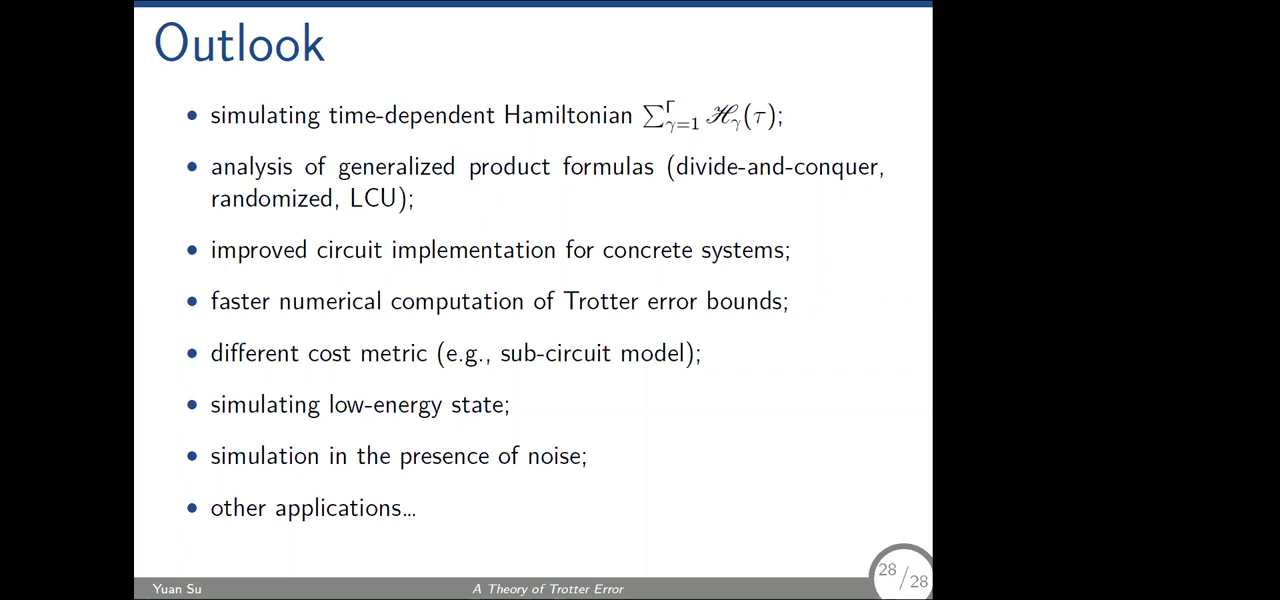 Outlook
• simulating time-dependent Hamiltonian ∑_{γ=1}^{Γ} ℋ_γ(τ);
• analysis of generalized product formulas (divide-and-conquer,
randomized, LCU);
• improved circuit implementation for concrete systems;
• faster numerical computation of Trotter error bounds;
• different cost metric (e.g., sub-circuit model);
• simulating low-energy state;
• simulation in the presence of noise;
• other applications…
Yuan Su A Theory of Trotter Error 28/28